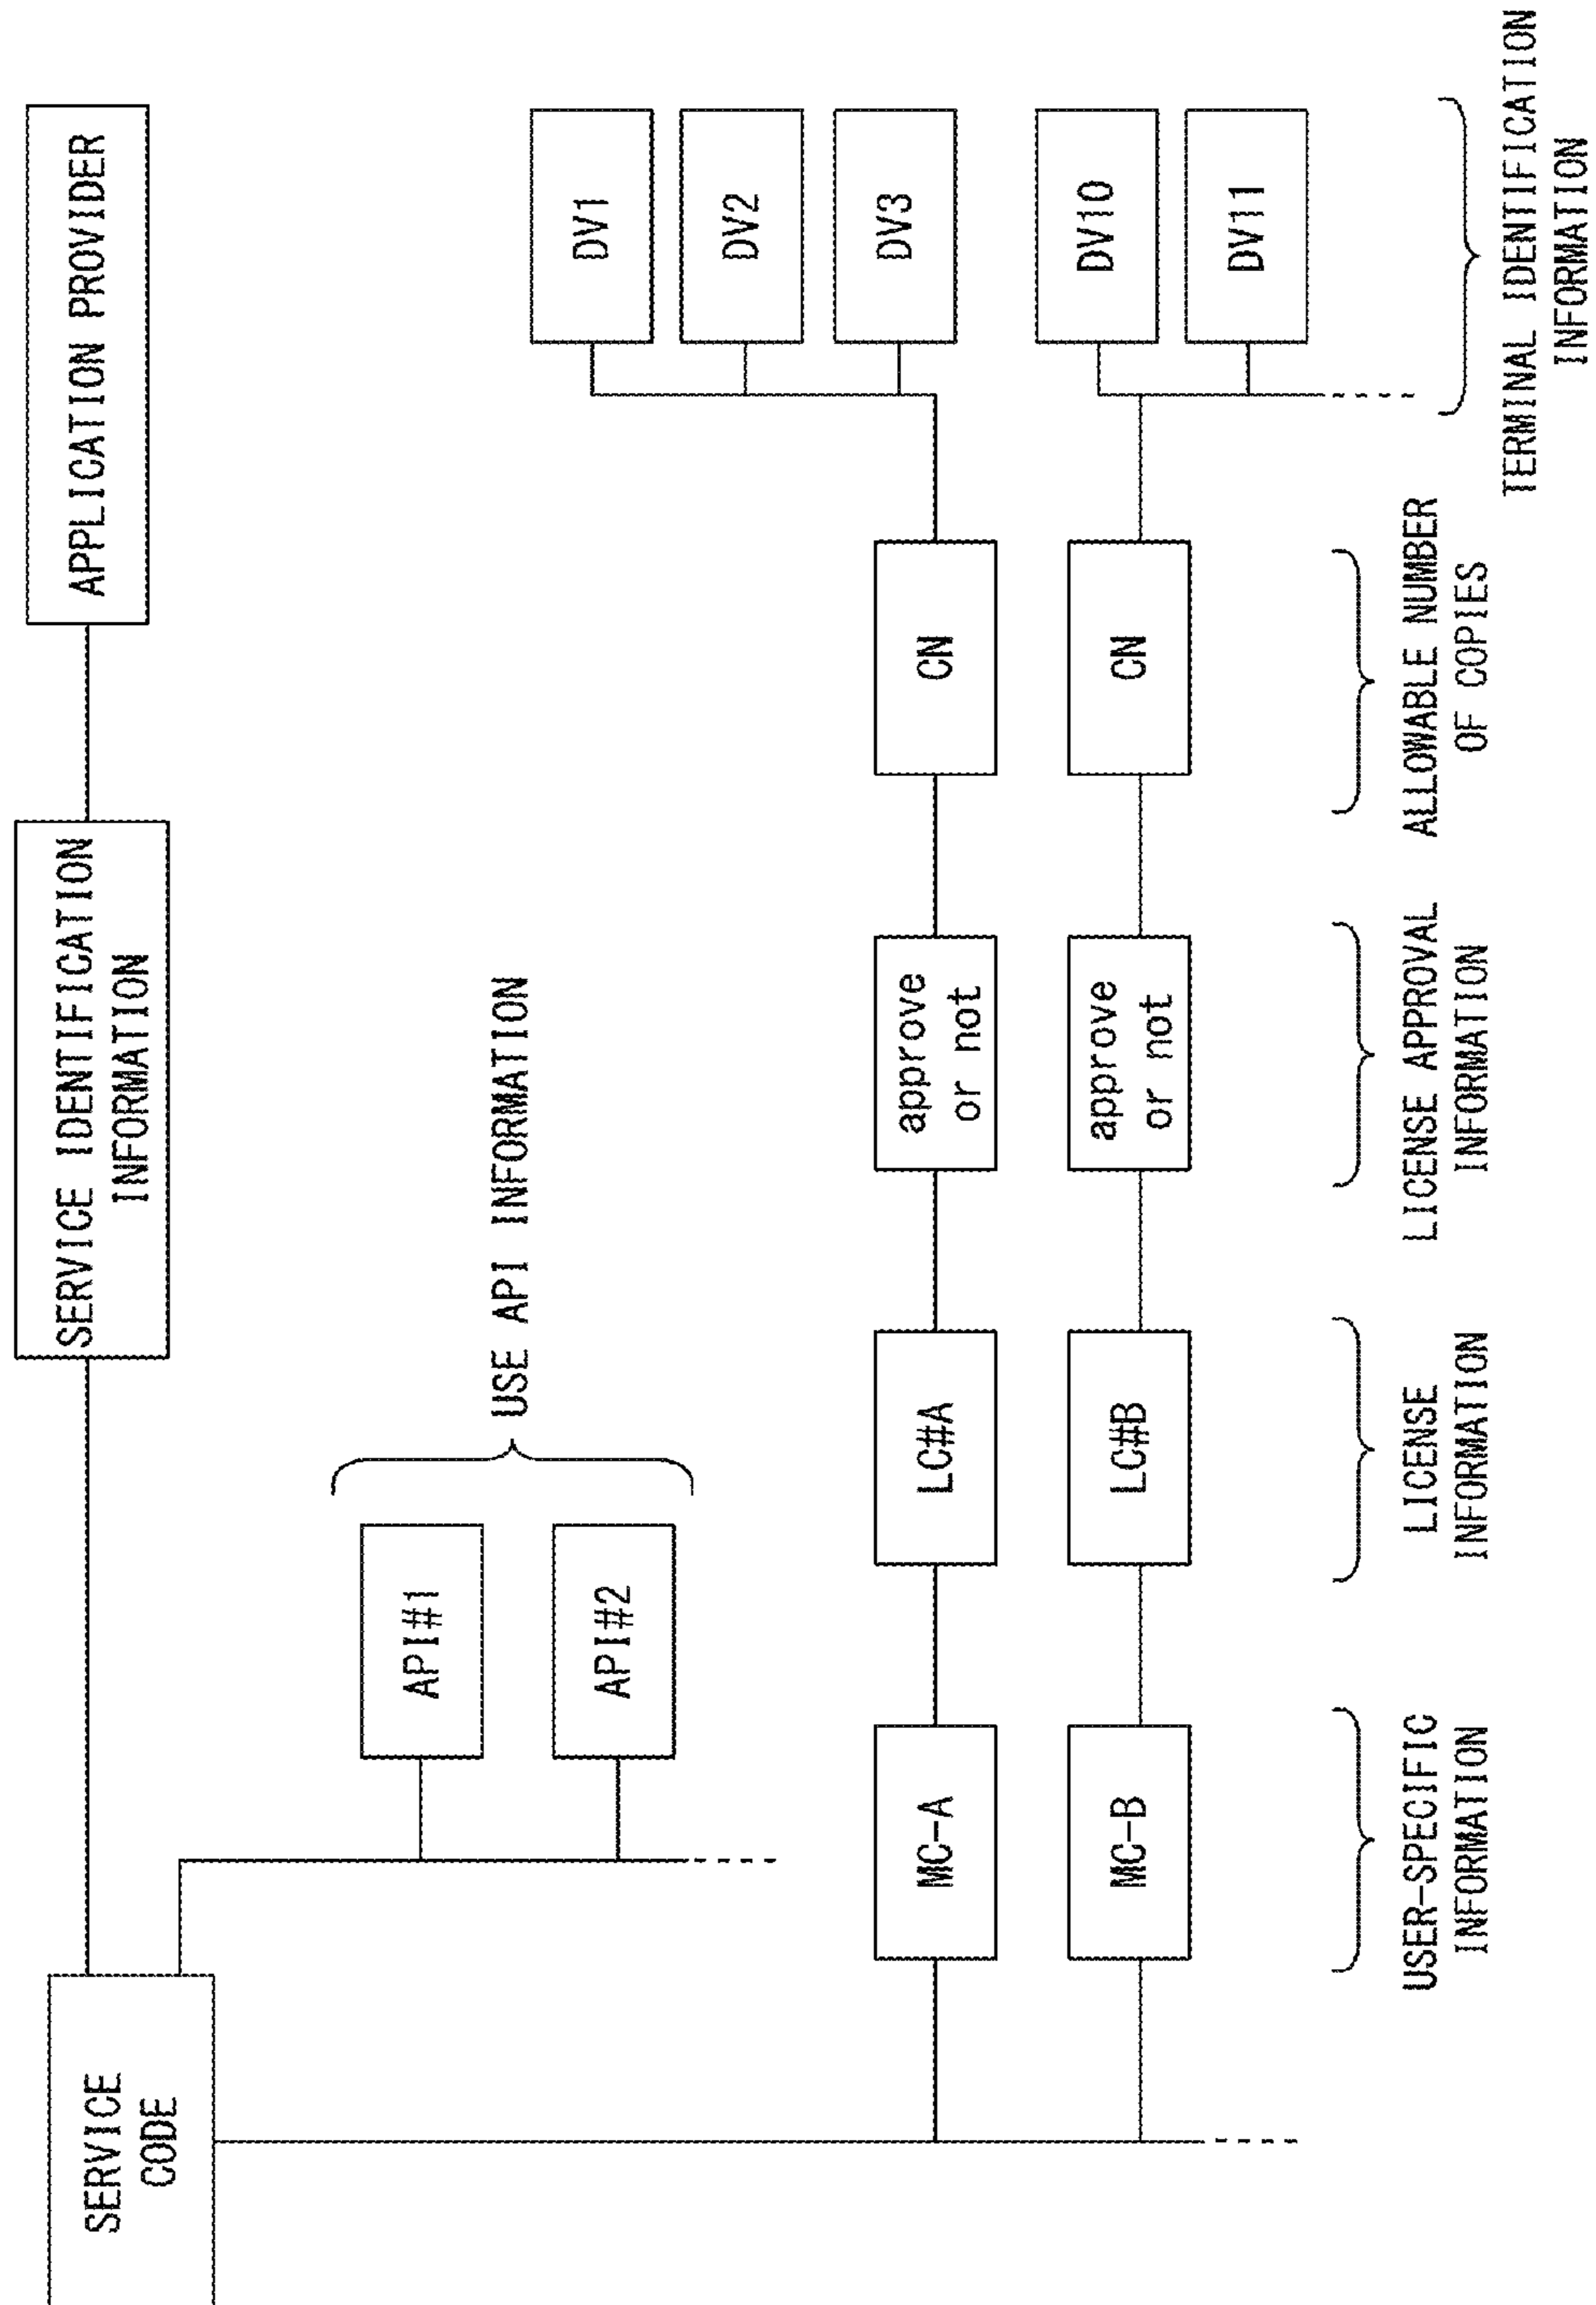 SERVICE
CODE
SERVICE IDENTIFICATION
INFORMATION
APPLICATION PROVIDER
API#1
API#2
USE API INFORMATION
DV1
DV2
DV3
MC-A
LC#A
approve
or not
CN
MC-B
LC#B
approve
or not
CN
DV10
DV11
USER-SPECIFIC
INFORMATION
LICENSE
INFORMATION
LICENSE APPROVAL
INFORMATION
ALLOWABLE NUMBER
OF COPIES
TERMINAL IDENTIFICATION
INFORMATION